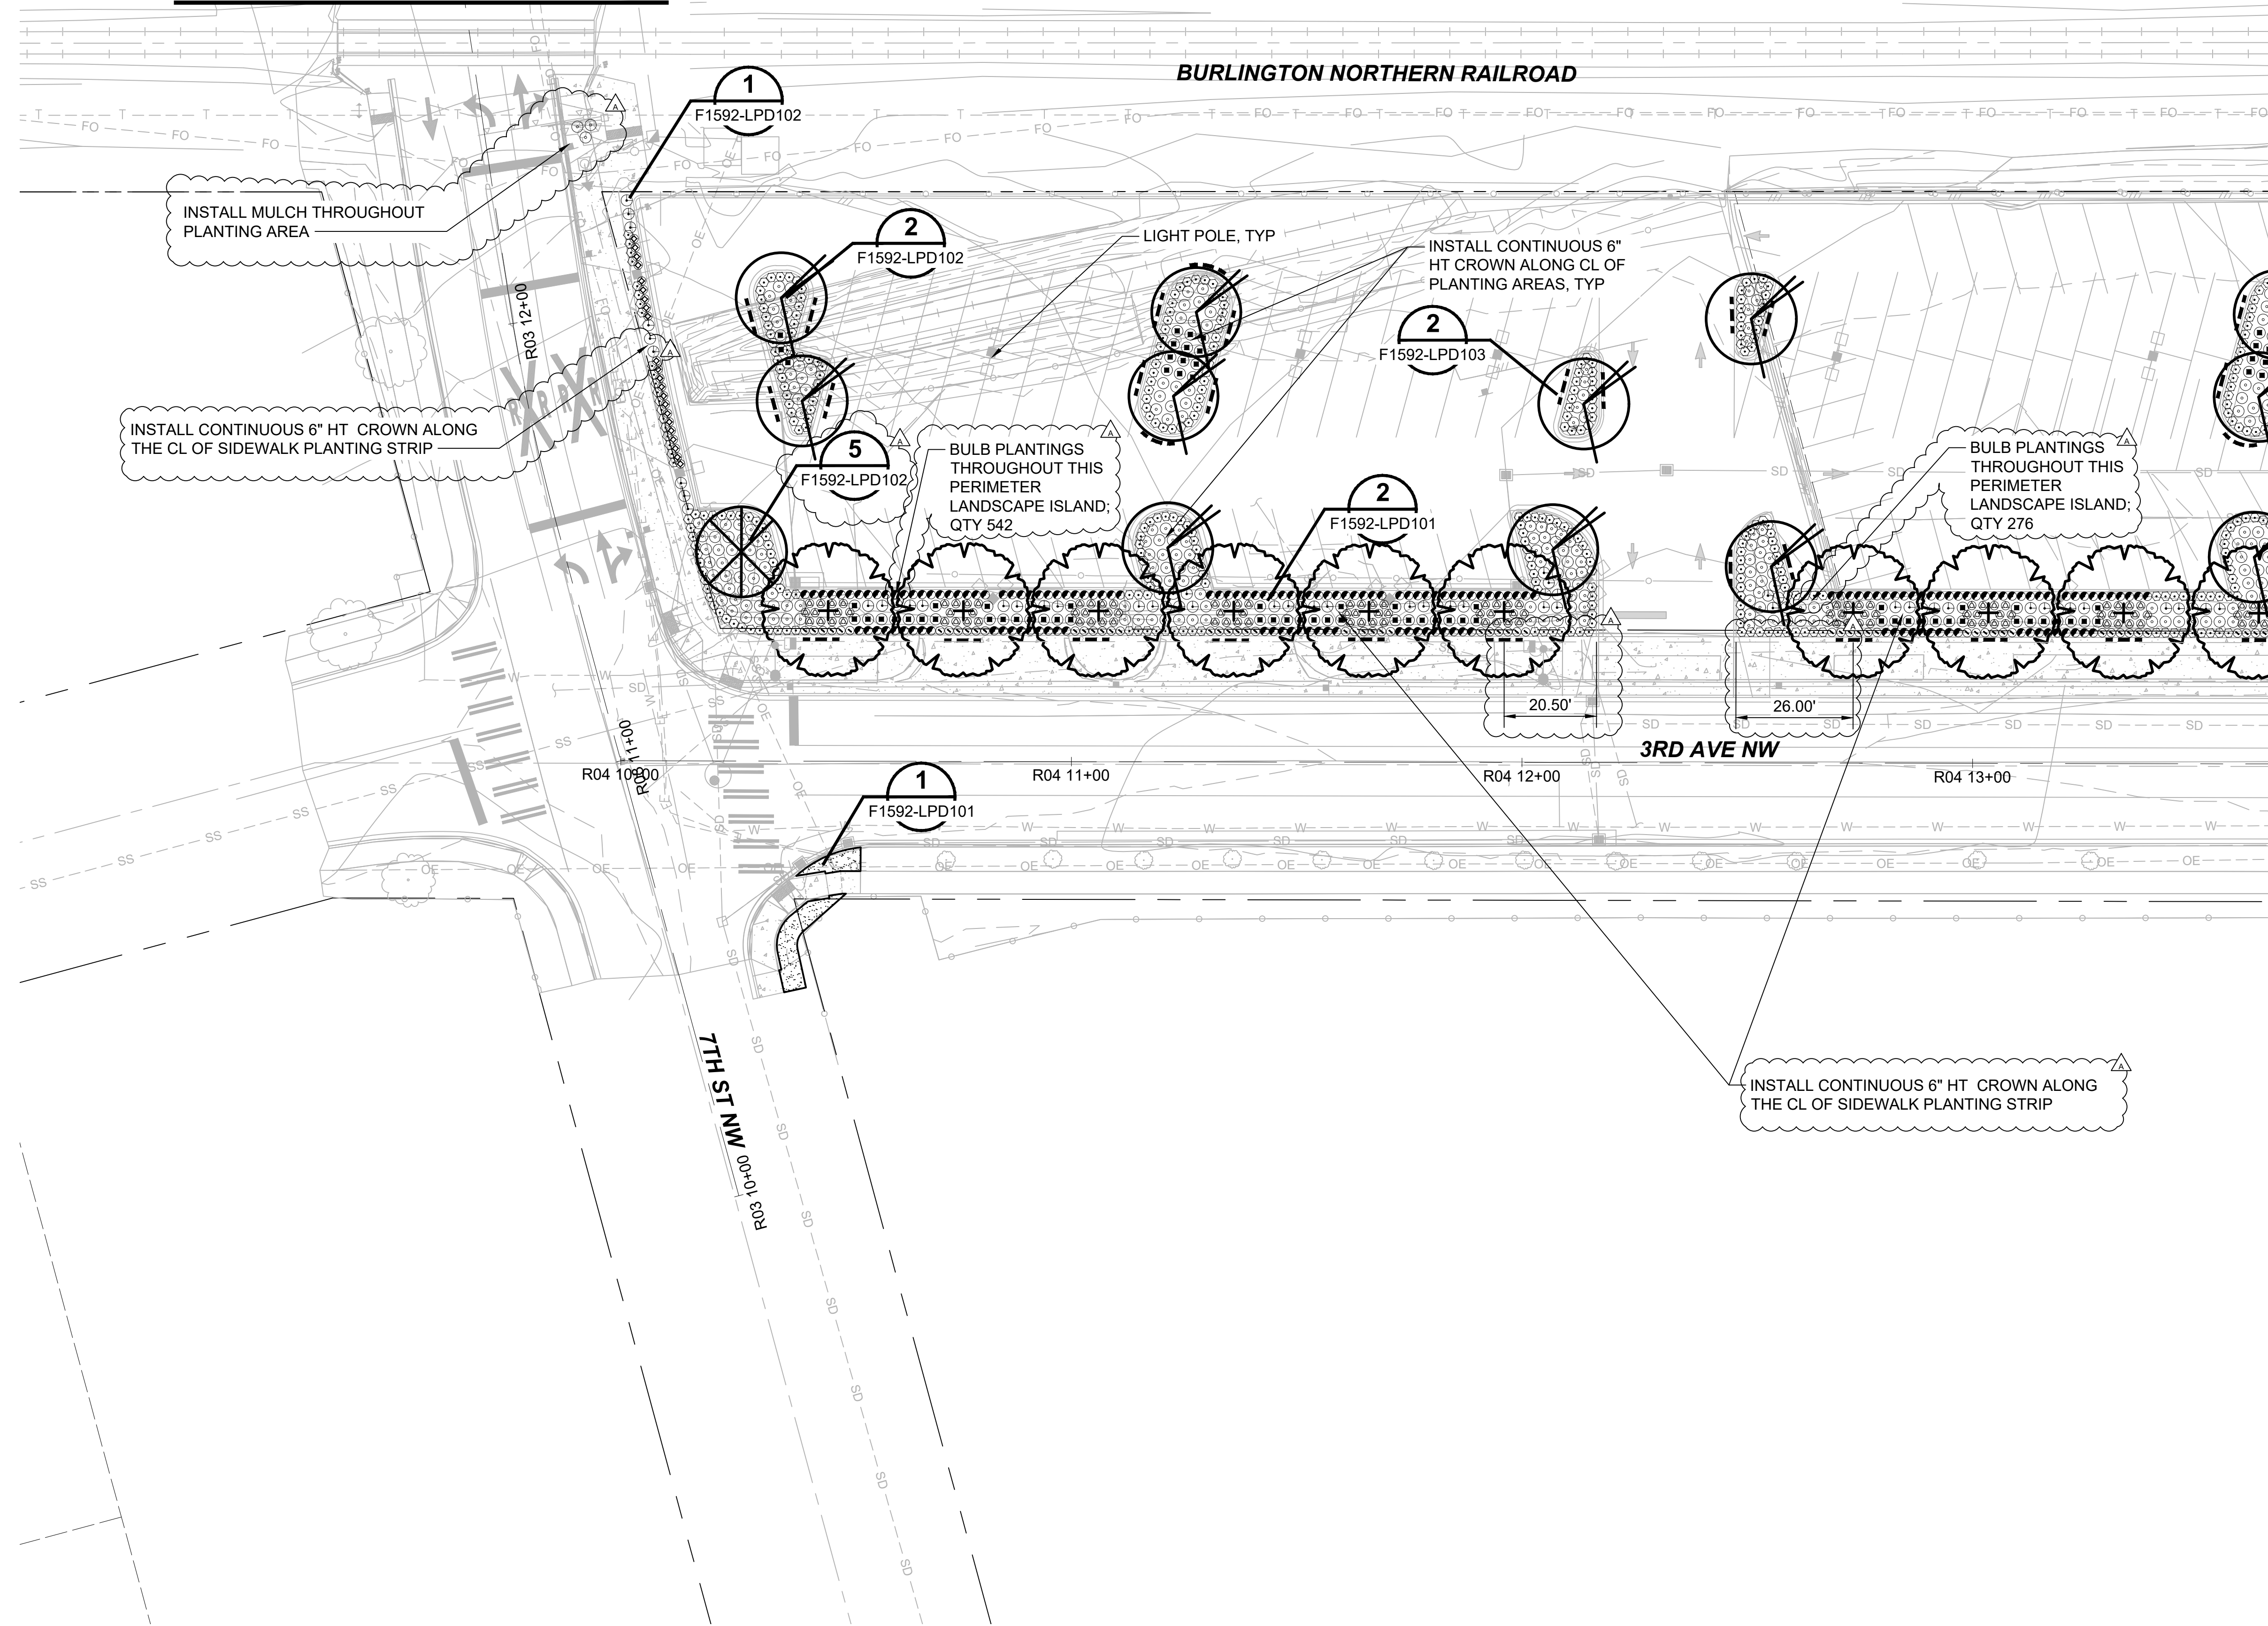 BURLINGTON NORTHERN RAILROAD
1
F1592-LPD102
INSTALL MULCH THROUGHOUT
PLANTING AREA
2
F1592-LPD102
LIGHT POLE, TYP
INSTALL CONTINUOUS 6"
HT CROWN ALONG CL OF
PLANTING AREAS, TYP
2
F1592-LPD103
R03 12+00
INSTALL CONTINUOUS 6" HT CROWN ALONG
THE CL OF SIDEWALK PLANTING STRIP
5
F1592-LPD102
BULB PLANTINGS
THROUGHOUT THIS
PERIMETER
LANDSCAPE ISLAND;
QTY 542
2
F1592-LPD101
BULB PLANTINGS
THROUGHOUT THIS
PERIMETER
LANDSCAPE ISLAND;
QTY 276
20.50'
26.00'
3RD AVE NW
R03 11+00
R04 10+00
R04 11+00
R04 12+00
R04 13+00
1
F1592-LPD101
7TH ST NW
R03 10+00
INSTALL CONTINUOUS 6" HT CROWN ALONG
THE CL OF SIDEWALK PLANTING STRIP